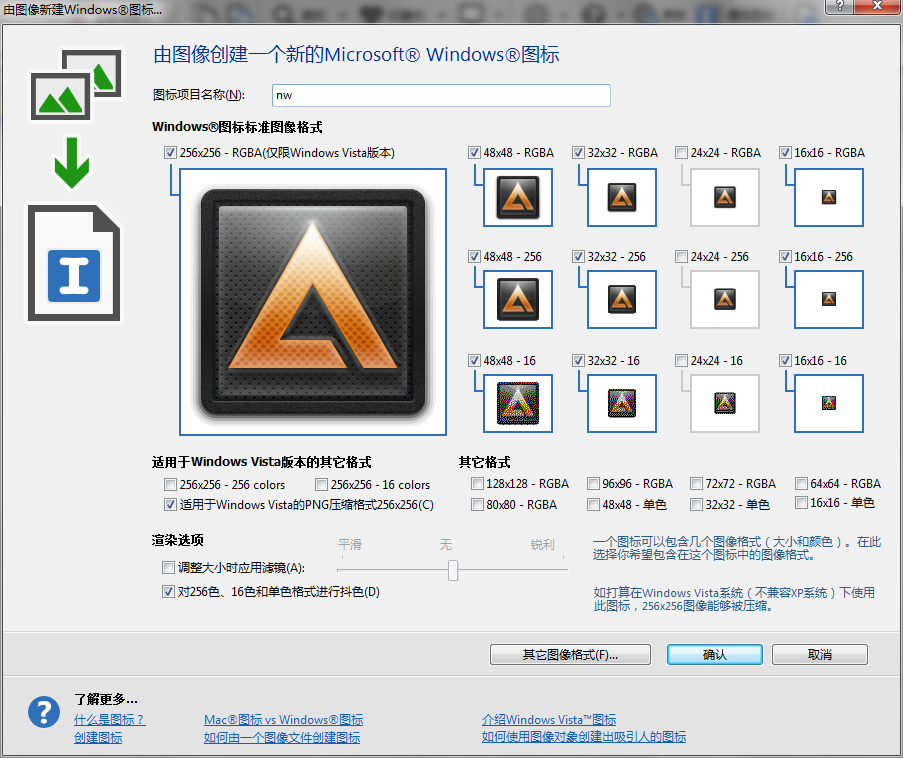 由图像新建Windows®图标...
由图像创建一个新的Microsoft® Windows®图标
图标项目名称(N): nw
Windows®图标标准图像格式
256x256 - RGBA(仅限Windows Vista版本) 48x48 - RGBA 32x32 - RGBA 24x24 - RGBA 16x16 - RGBA
48x48 - 256 32x32 - 256 24x24 - 256 16x16 - 256
48x48 - 16 32x32 - 16 24x24 - 16 16x16 - 16
适用于Windows Vista版本的其它格式 其它格式
256x256 - 256 colors 256x256 - 16 colors 128x128 - RGBA 96x96 - RGBA 72x72 - RGBA 64x64 - RGBA
适用于Windows Vista的PNG压缩格式256x256(C) 80x80 - RGBA 48x48 - 单色 32x32 - 单色 16x16 - 单色
渲染选项
平滑 无 锐利
调整大小时应用滤镜(A):
对256色、16色和单色格式进行抖色(D)
一个图标可以包含几个图像格式（大小和颜色）。在此
选择你希望包含在这个图标中的图像格式。
如打算在Windows Vista系统（不兼容XP系统）下使用
此图标，256x256图像能够被压缩。
其它图像格式(F)... 确认 取消
了解更多...
什么是图标？ Mac®图标 vs Windows®图标 介绍Windows Vista™图标
创建图标 如何由一个图像文件创建图标 如何使用图像对象创建出吸引人的图标